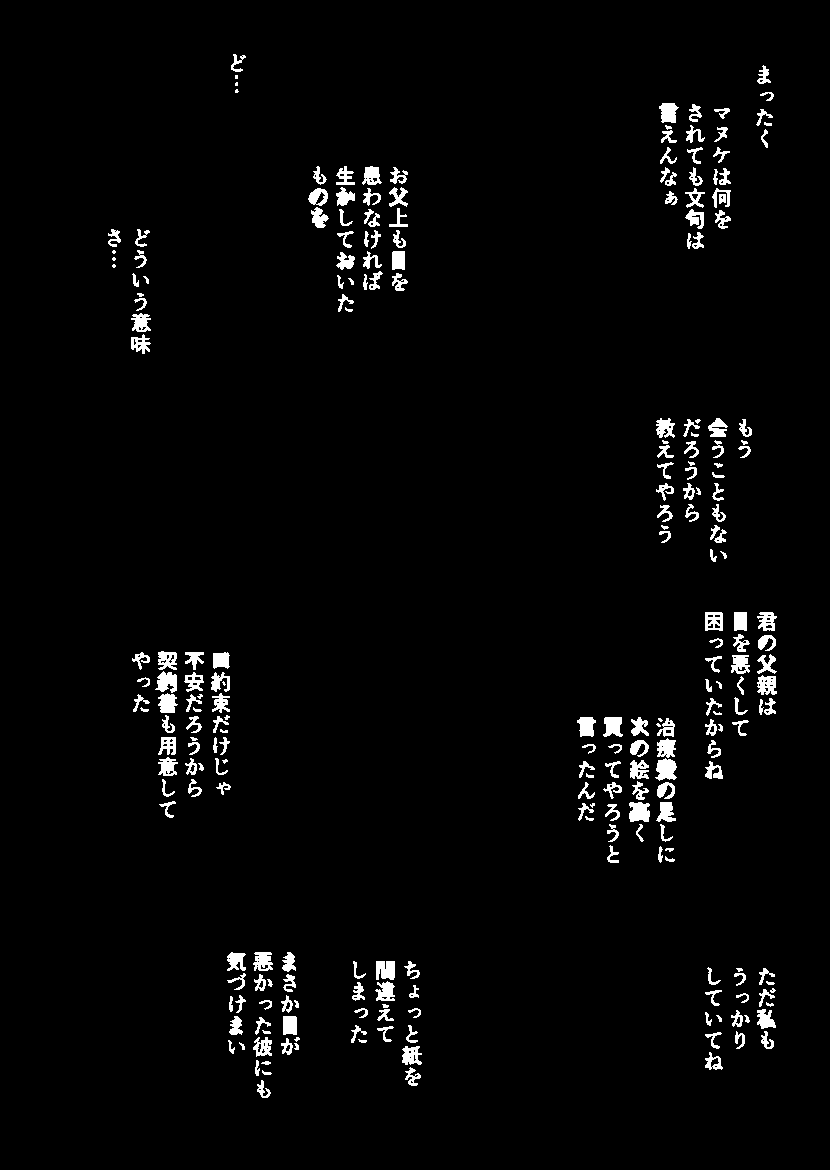 まったく
マヌケは何を
されても文句は
言えんなぁ
お父上も目を
患わなければ
生かしておいた
ものを
ど…
どういう意味
さ…
もう
会うこともない
だろうから
教えてやろう
君の父親は
目を悪くして
困っていたからね
治療費の足しに
次の絵を高く
買ってやろうと
言ったんだ
口約束だけじゃ
不安だろうから
契約書も用意して
やった
ただ私も
うっかり
していてね
ちょっと紙を
間違えて
しまった
まさか目が
悪かった彼にも
気づけまい